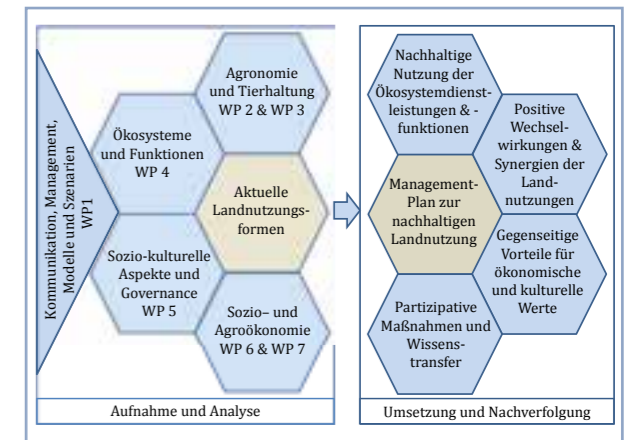 Kommunikation, Management,
Modelle und Szenarien
WP1
Agronomie
und Tierhaltung
WP 2 & WP 3
Ökosysteme
und Funktionen
WP 4
Aktuelle
Landnutzungs-
formen
Sozio-kulturelle
Aspekte und
Governance
WP 5
Sozio– und
Agroökonomie
WP 6 & WP 7
Aufnahme und Analyse
Nachhaltige
Nutzung der
Ökosystemdienst-
leistungen & -
funktionen
Positive
Wechsel-
wirkungen &
Synergien der
Land-
nutzungen
Management-
Plan zur
nachhaltigen
Landnutzung
Gegenseitige
Vorteile für
ökonomische
und kulturelle
Werte
Partizipative
Maßnahmen und
Wissens-
transfer
Umsetzung und Nachverfolgung